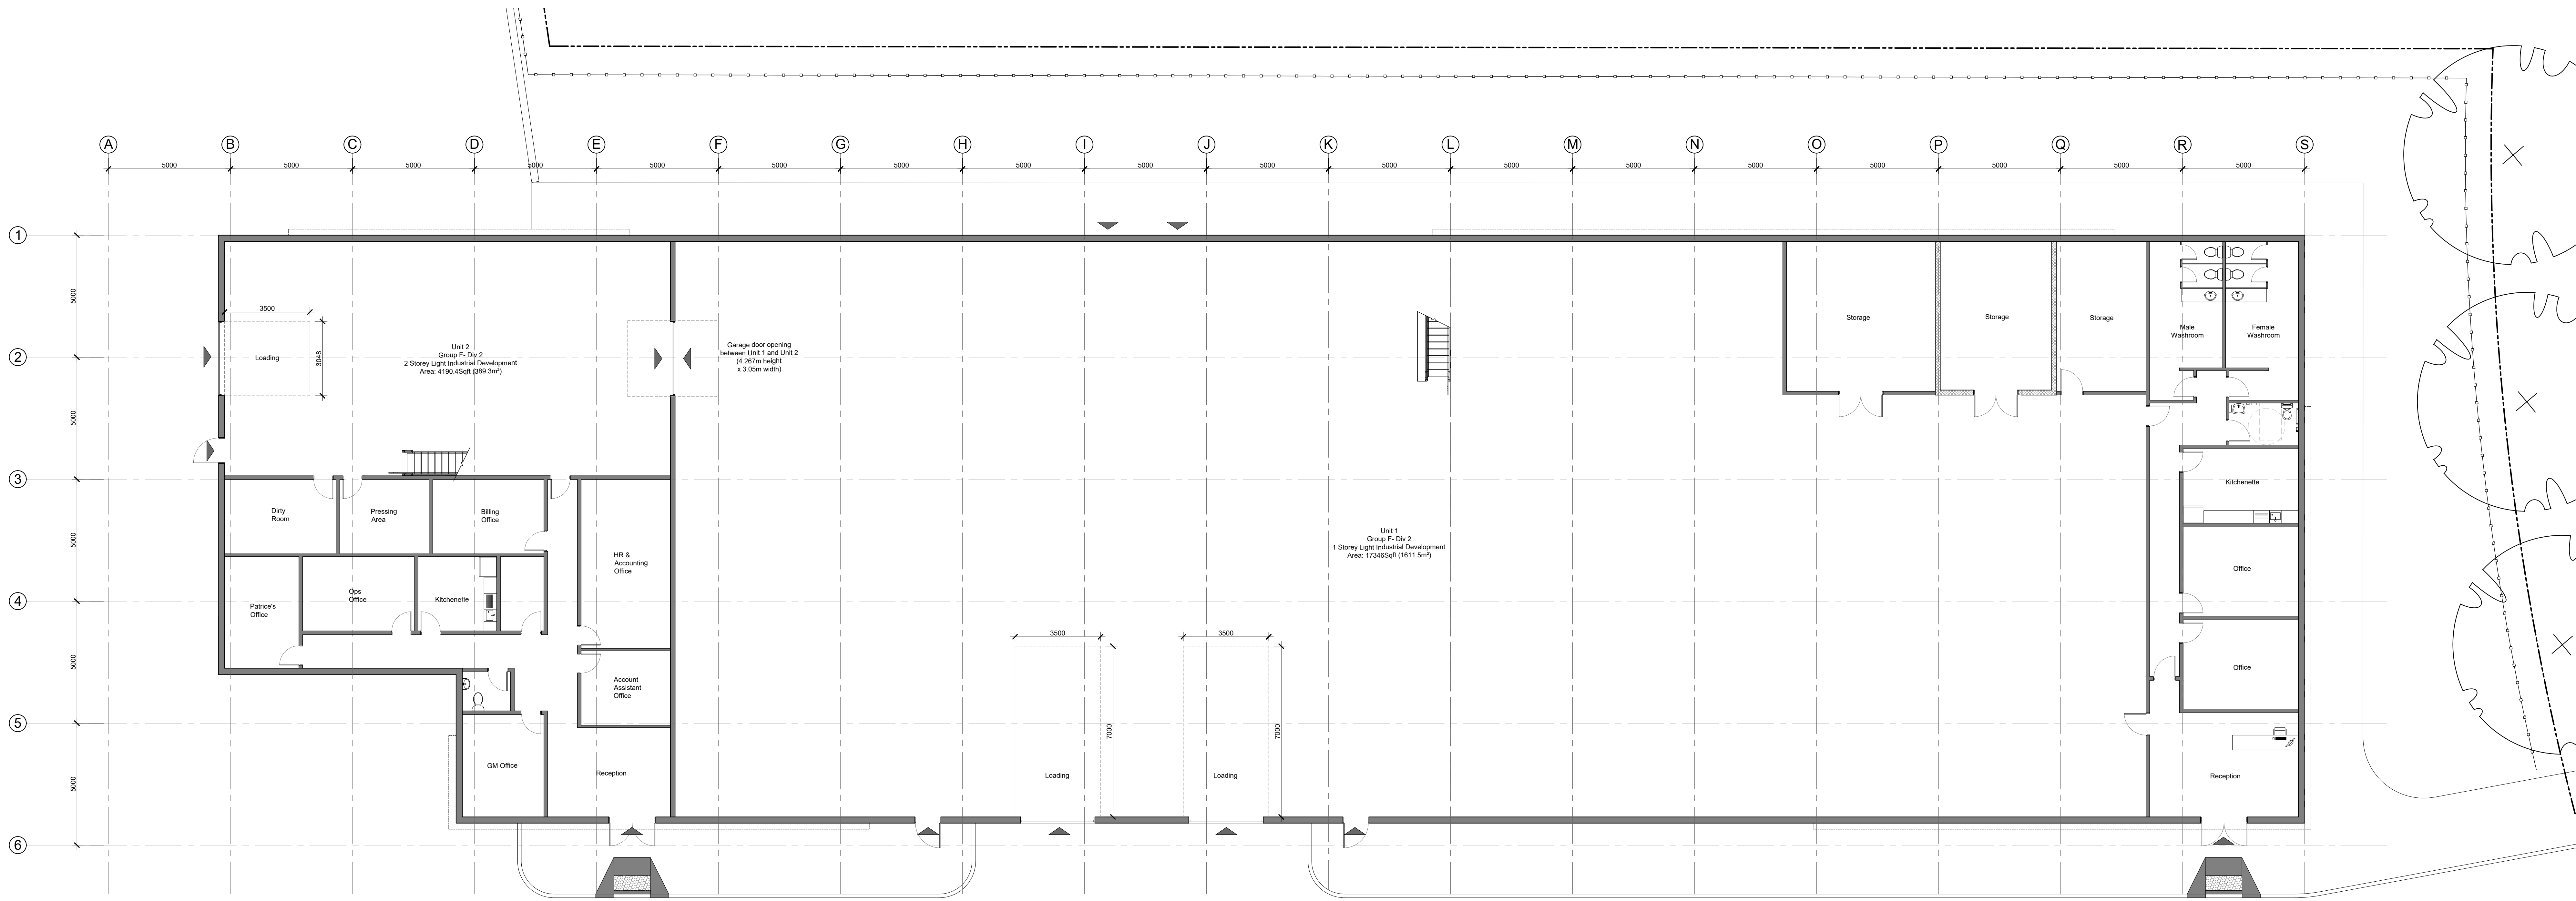 A B C D E F G H I J K L M N O P Q R S
5000 5000 5000 5000 5000 5000 5000 5000 5000 5000 5000 5000 5000 5000 5000 5000 5000 5000
1
2
3
4
5
6
5000
5000
5000
5000
5000
3500
3048
Loading
Unit 2
Group F- Div 2
2 Storey Light Industrial Development
Area: 4190.4Sqft (389.3m²)
Garage door opening
between Unit 1 and Unit 2
(4.267m height
x 3.05m width)
Storage
Storage
Storage
Male
Washroom
Female
Washroom
Dirty
Room
Pressing
Area
Billing
Office
HR &
Accounting
Office
Unit 1
Group F- Div 2
1 Storey Light Industrial Development
Area: 17346Sqft (1611.5m²)
Kitchenette
Office
Patrice's
Office
Ops
Office
Kitchenette
3500
3500
Office
Account
Assistant
Office
7000
7000
GM Office
Reception
Loading
Loading
Reception